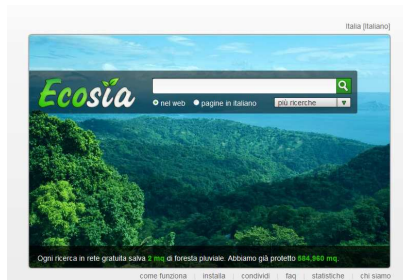 Italia [Italiano]
Ecosia
nel web pagine in italiano più ricerche
Ogni ricerca in rete gratuita salva 2 mq di foresta pluviale. Abbiamo già protetto 584,960 mq.
come funziona | installa | condividi | faq | statistiche | chi siamo